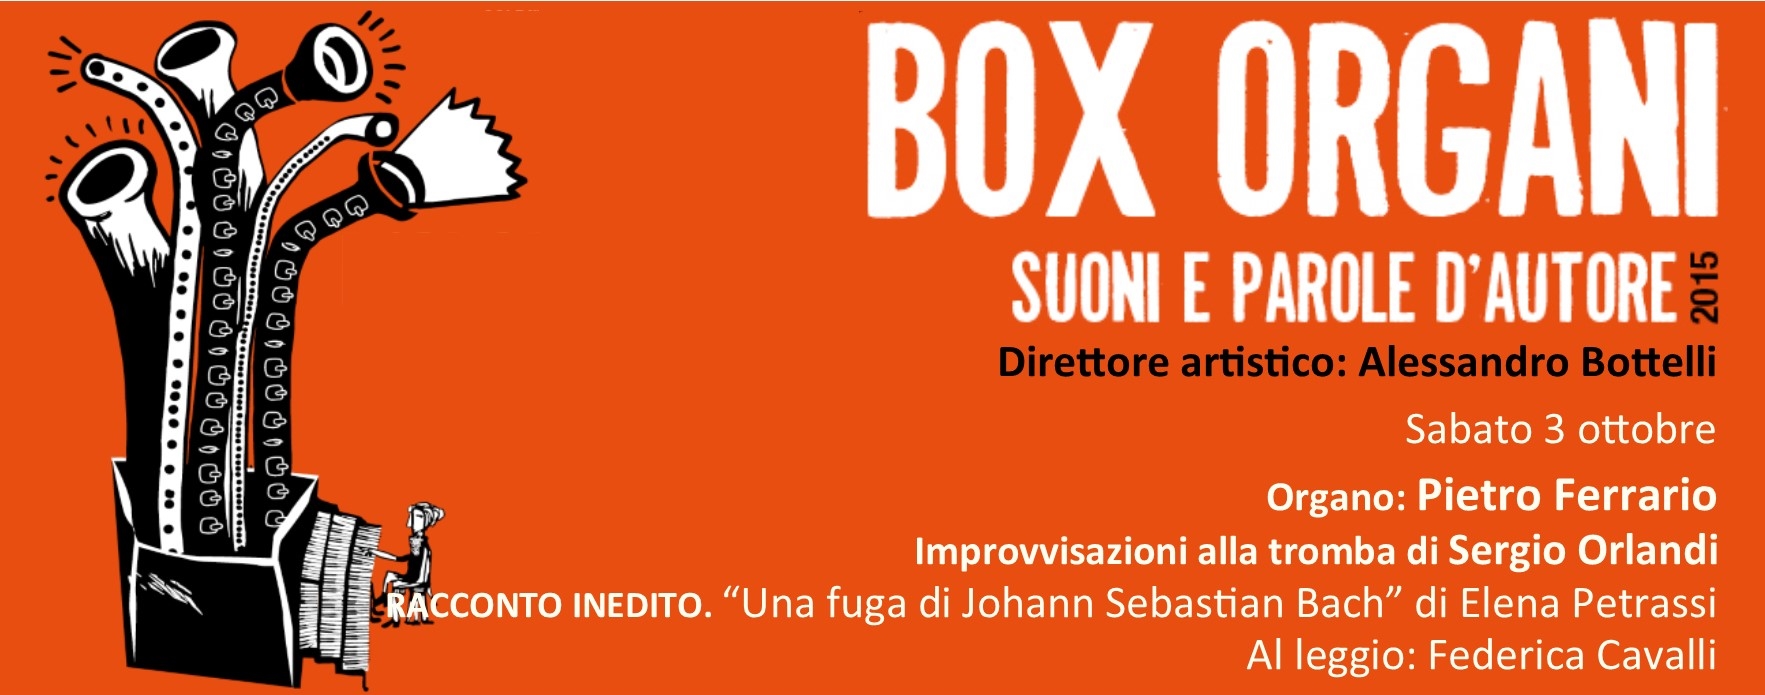 BOX ORGANI
SUONI E PAROLE D'AUTORE 2015
Direttore artistico: Alessandro Bottelli
Sabato 3 ottobre
Organo: Pietro Ferrario
Improvvisazioni alla tromba di Sergio Orlandi
RACCONTO INEDITO. “Una fuga di Johann Sebastian Bach” di Elena Petrassi
Al leggio: Federica Cavalli